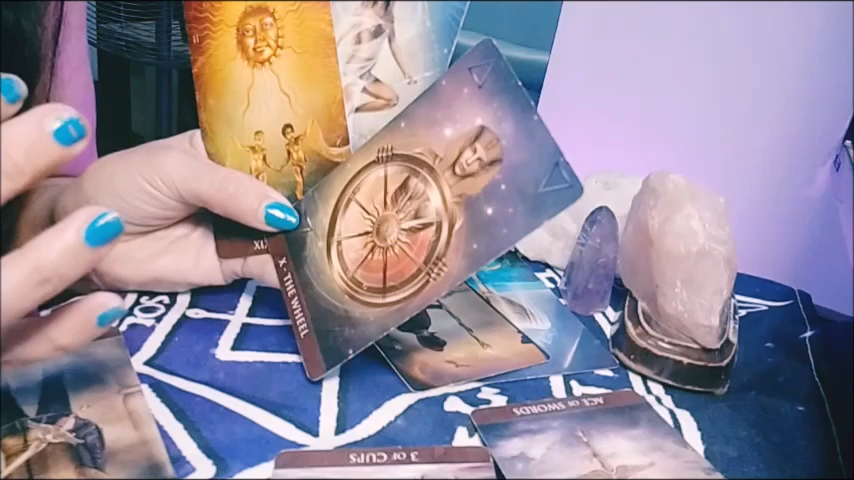 XIX
X - THE WHEEL
ACE OF SWORDS
3 OF CUPS